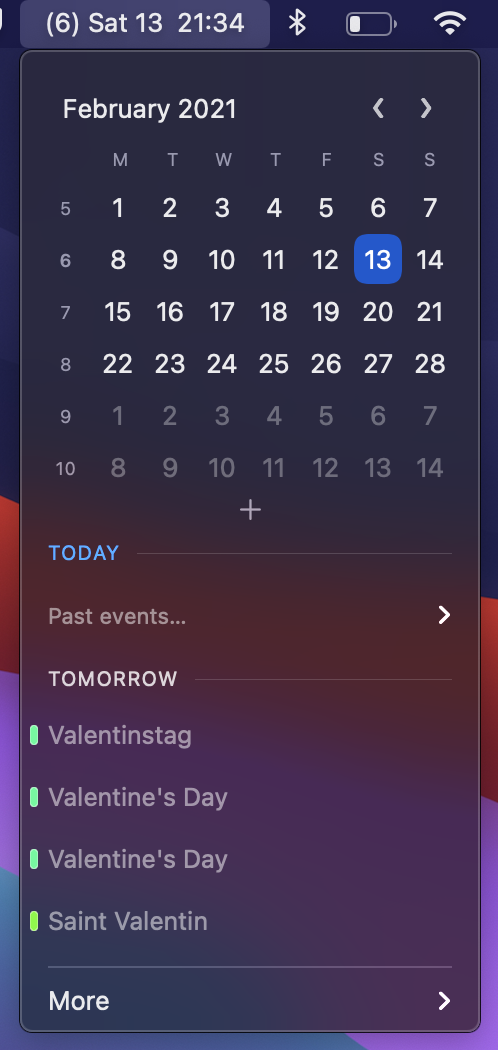 (6) Sat 13 21:34
February 2021
M T W T F S S
5 1 2 3 4 5 6 7
6 8 9 10 11 12 13 14
7 15 16 17 18 19 20 21
8 22 23 24 25 26 27 28
9 1 2 3 4 5 6 7
10 8 9 10 11 12 13 14
+
TODAY
Past events...
TOMORROW
Valentinstag
Valentine's Day
Valentine's Day
Saint Valentin
More